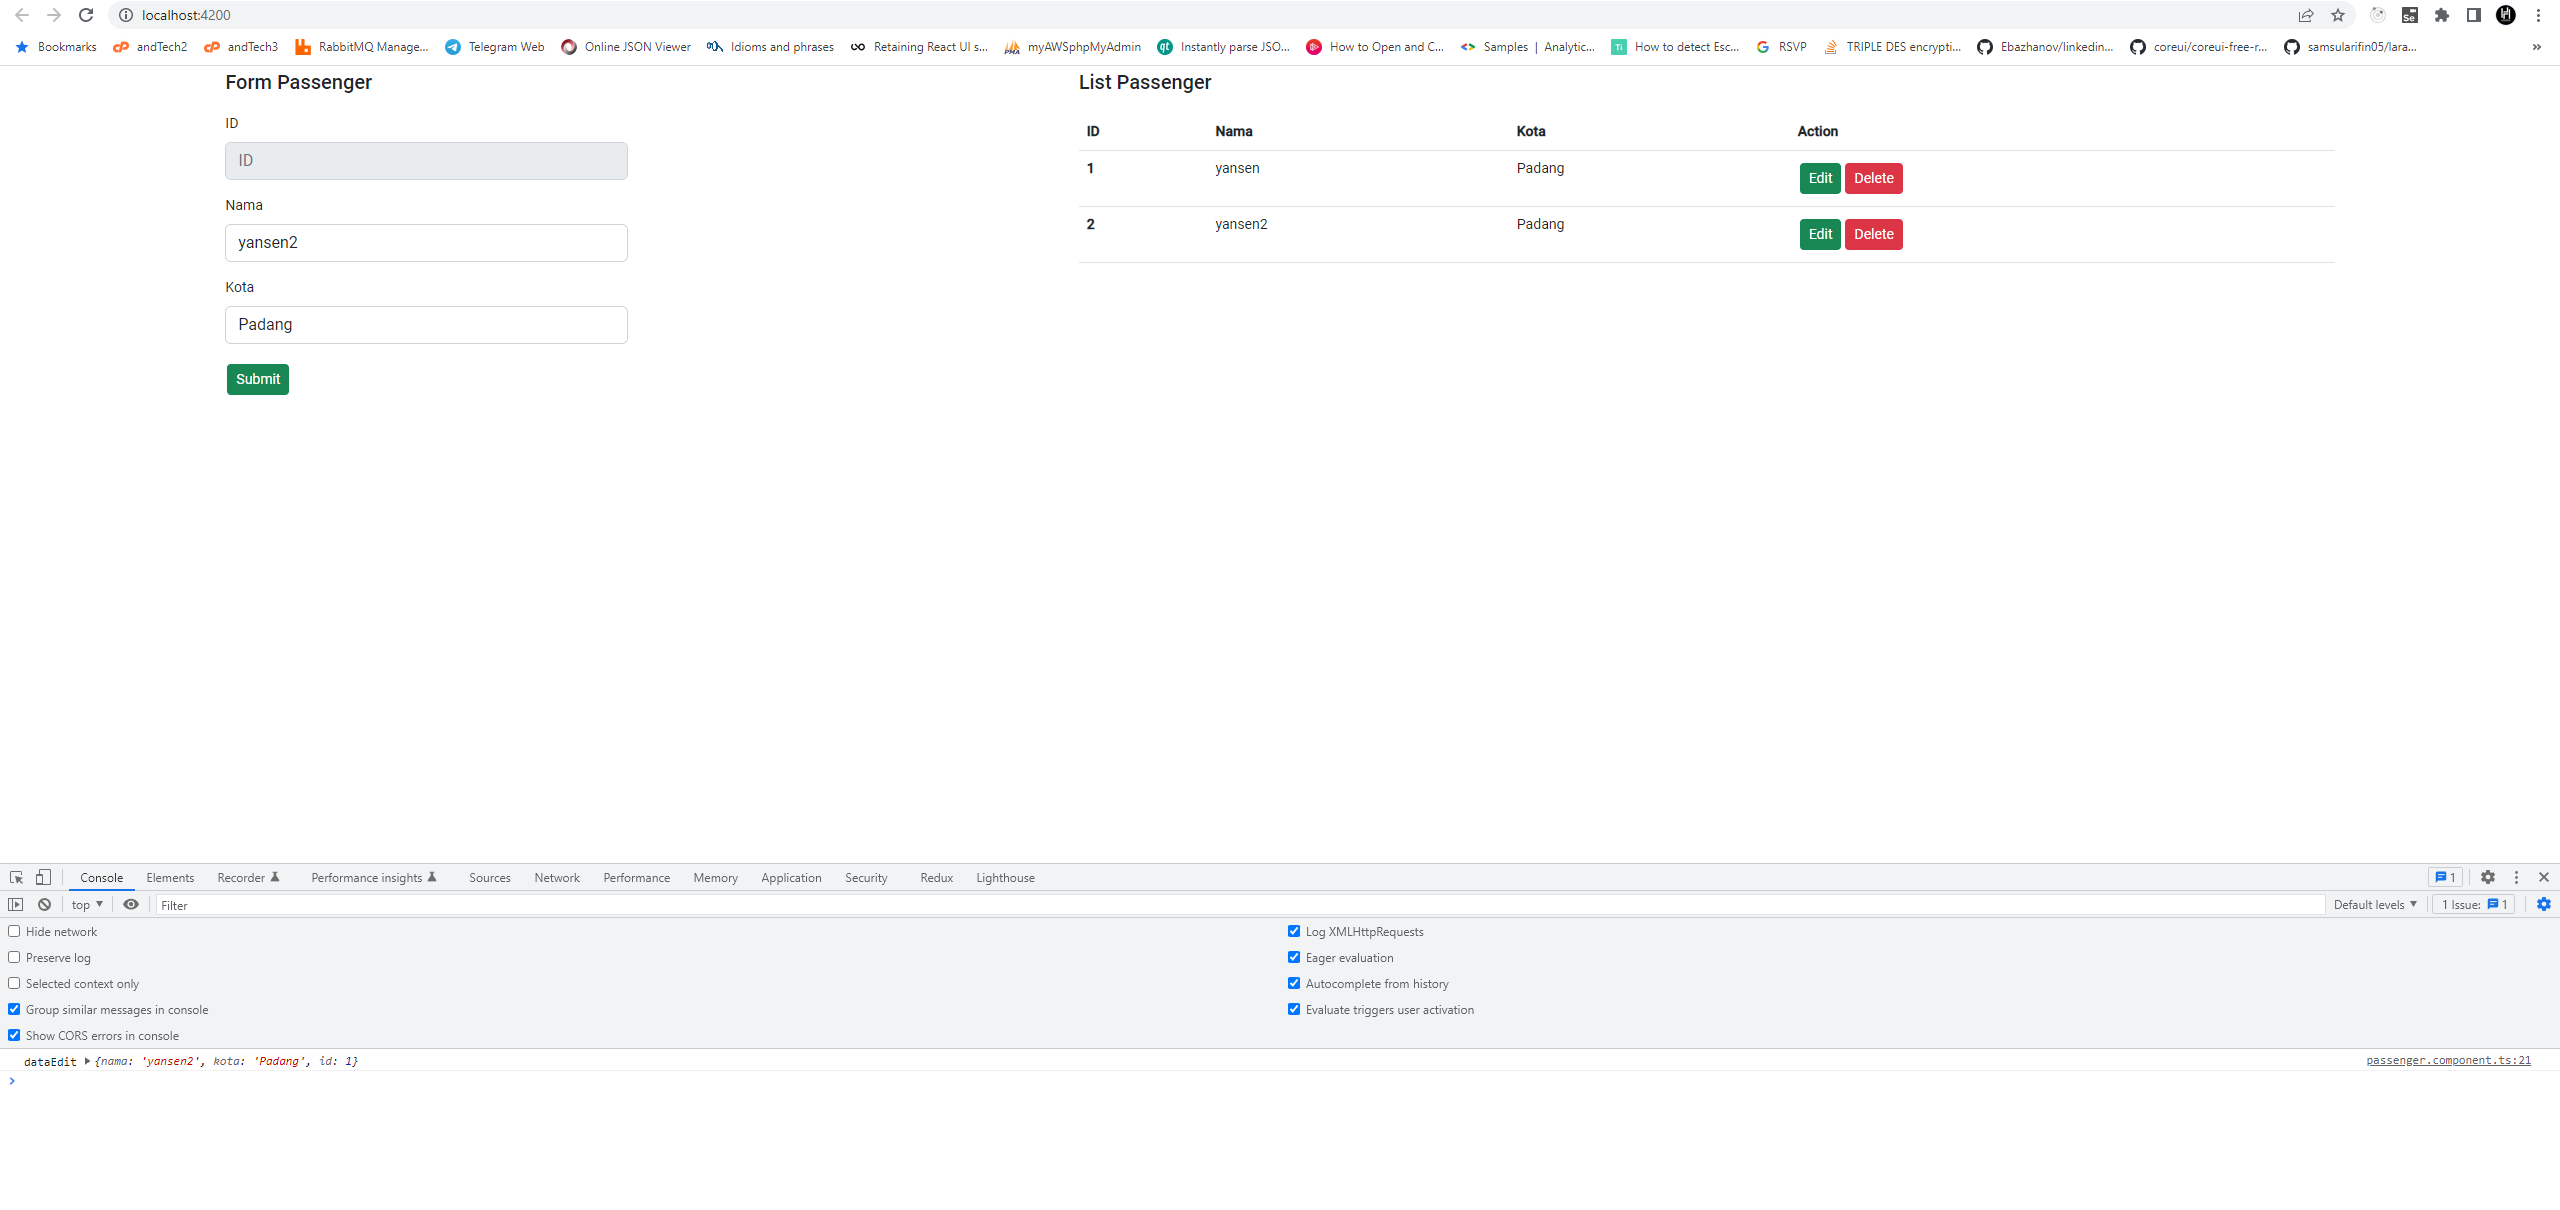 localhost:4200
Bookmarks andTech2 andTech3 RabbitMQ Manage... Telegram Web Online JSON Viewer Idioms and phrases Retaining React UI s... myAWSphpMyAdmin Instantly parse JSO... How to Open and C... Samples | Analytic... How to detect Esc... RSVP TRIPLE DES encrypti... Ebazhanov/linkedin... coreui/coreui-free-r... samsularifin05/lara... »
Form Passenger
ID
ID
Nama
yansen2
Kota
Padang
Submit
List Passenger
ID Nama Kota Action
1 yansen Padang Edit Delete
2 yansen2 Padang Edit Delete
Console Elements Recorder Performance insights Sources Network Performance Memory Application Security Redux Lighthouse 1
top Filter Default levels 1 Issue: 1
Hide network
Preserve log
Selected context only
Group similar messages in console
Show CORS errors in console
Log XMLHttpRequests
Eager evaluation
Autocomplete from history
Evaluate triggers user activation
dataEdit {nama: 'yansen2', kota: 'Padang', id: 1} passenger.component.ts:21